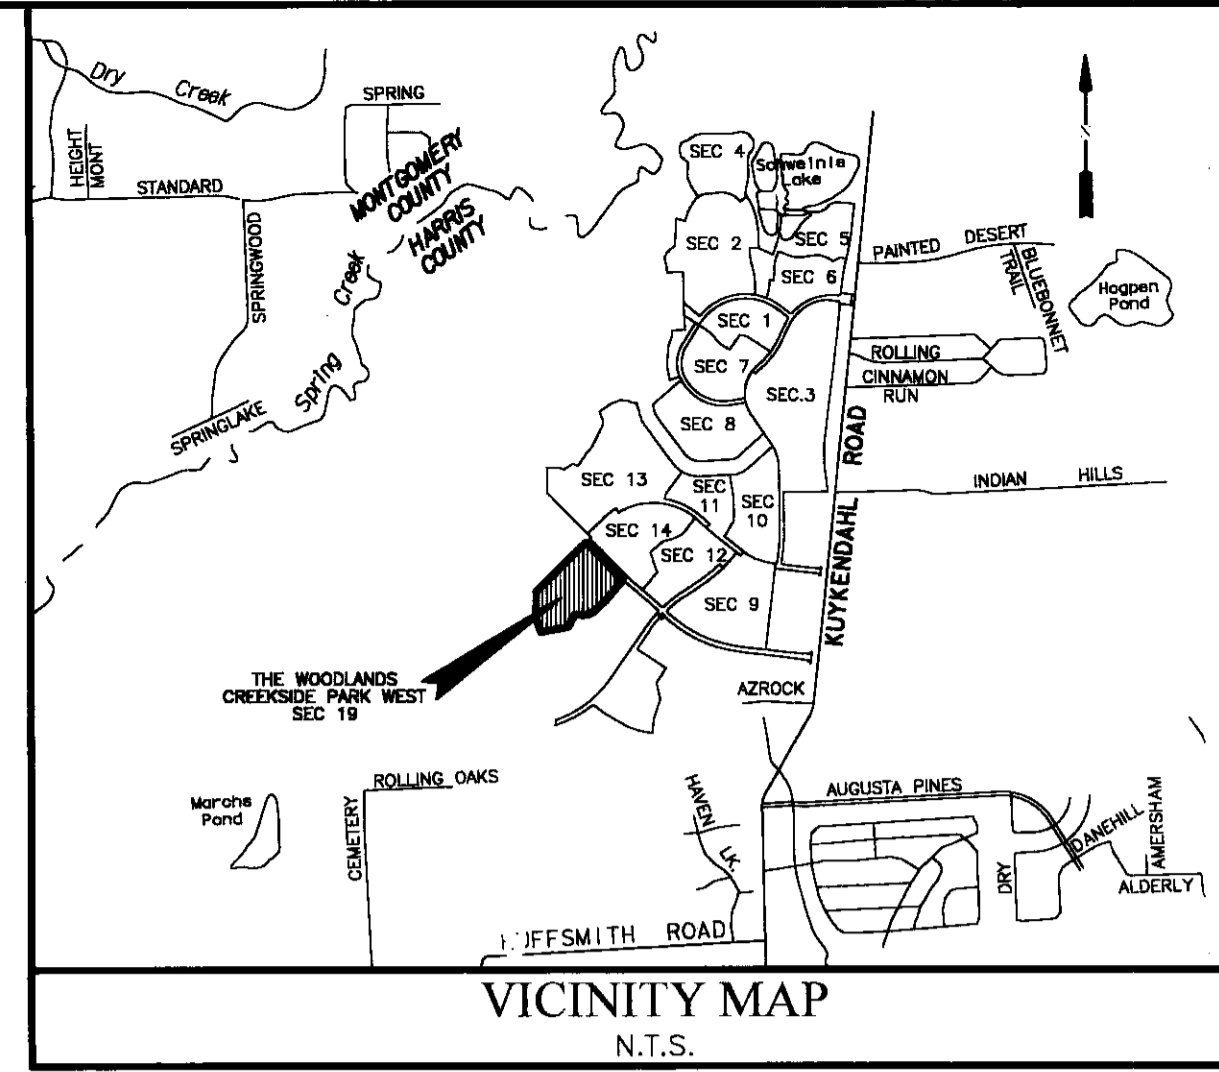 Dry Creek
SPRING
HEIGHT
MONT
STANDARD
MONTGOMERY
COUNTY
HARRIS
COUNTY
SPRINGWOOD
Spring Creek
SPRINGLAKE
SEC 4
Schweinle
Lake
N
SEC 2
SEC 5
PAINTED DESERT
SEC 6
BLUEBONNET
TRAIL
Hogpen
Pond
SEC 1
SEC 7
ROLLING
CINNAMON
RUN
SEC.3
SEC 8
KUYKENDAHL ROAD
SEC 13
SEC
11
SEC
10
INDIAN HILLS
SEC 14
SEC 12
SEC 9
THE WOODLANDS
CREEKSIDE PARK WEST
SEC 19
AZROCK
ROLLING OAKS
Marchs
Pond
CEMETERY
HAVEN
LK.
AUGUSTA PINES
DANEHILL
AMERSHAM
DRY
ALDERLY
ROAD
VICINITY MAP
N.T.S.